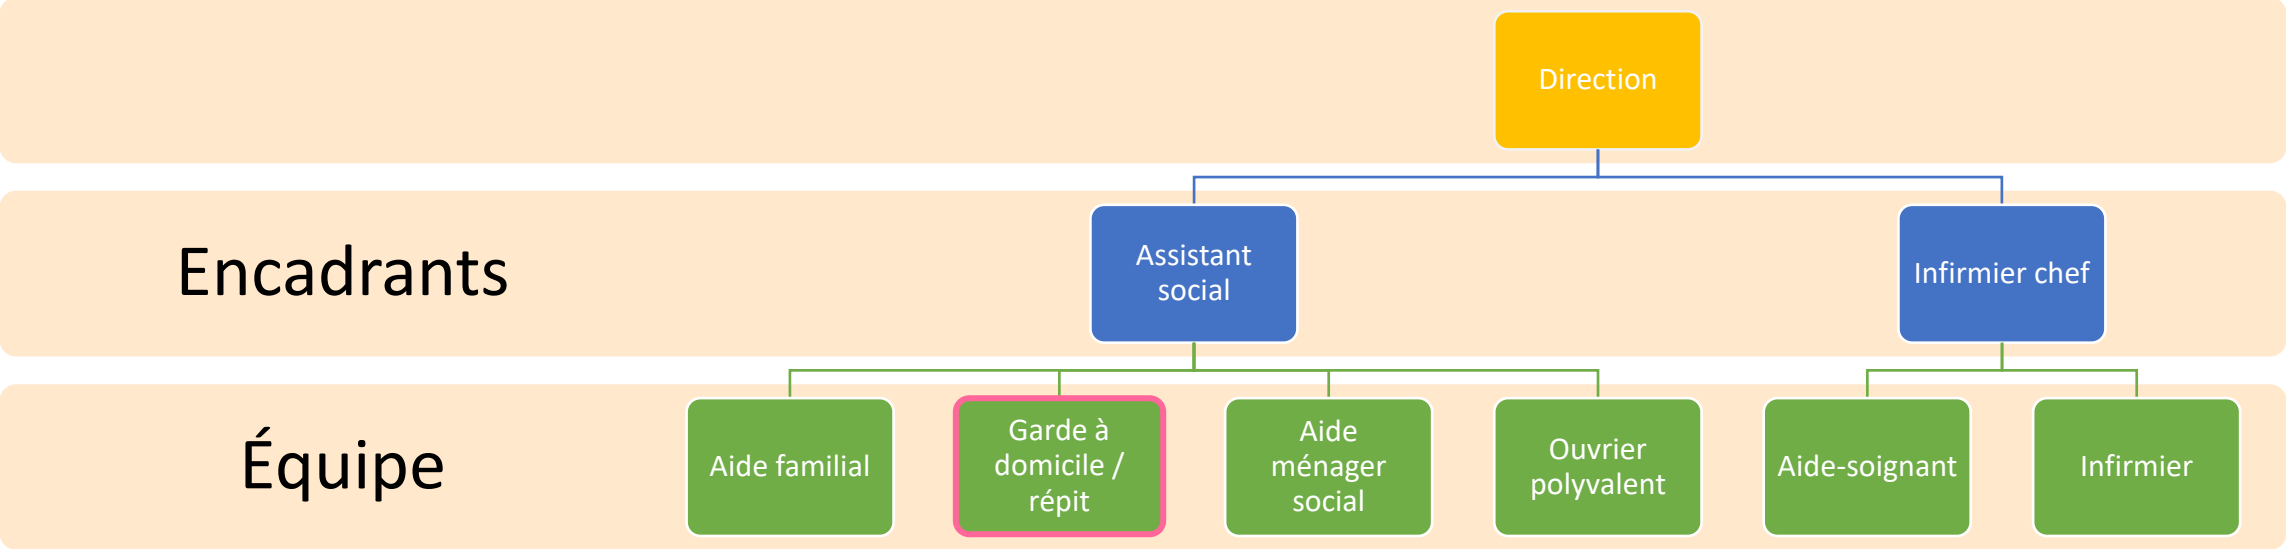 Direction
Encadrants
Assistant
social
Infirmier chef
Équipe
Aide familial
Garde à
domicile /
répit
Aide
ménager
social
Ouvrier
polyvalent
Aide-soignant
Infirmier